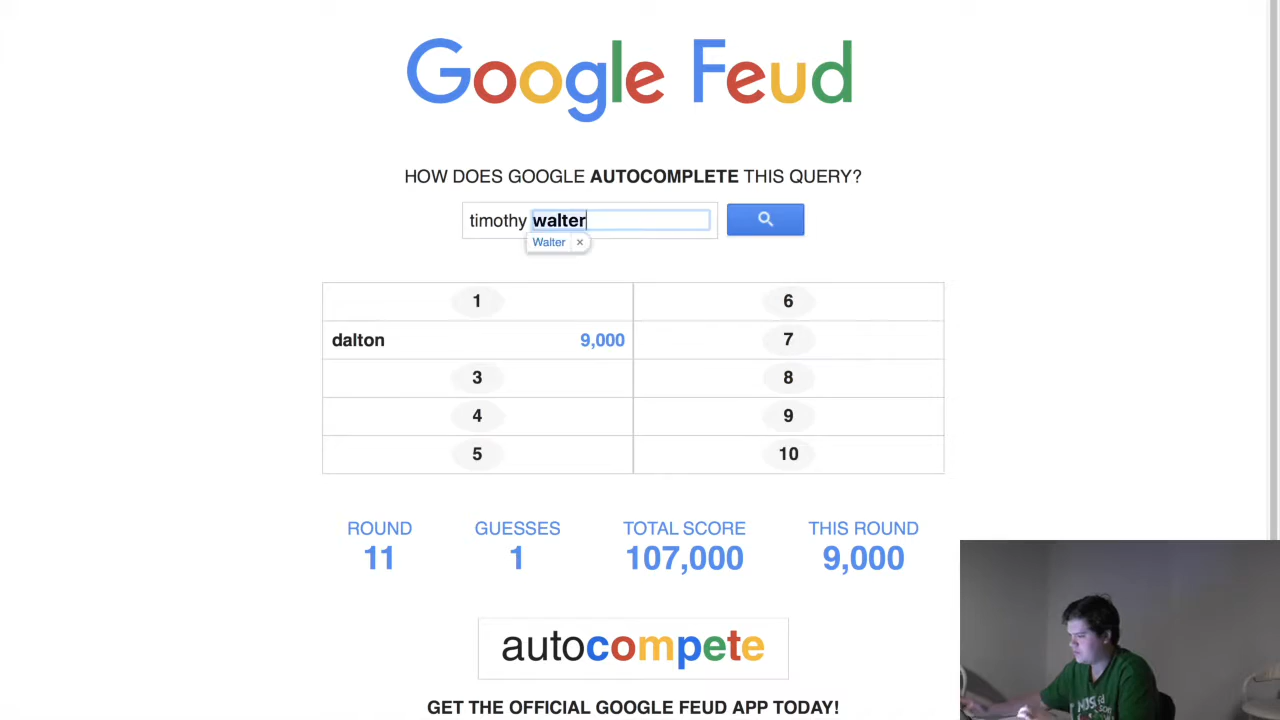 Google Feud
HOW DOES GOOGLE AUTOCOMPLETE THIS QUERY?
timothy walter
Walter ×
1
6
dalton 9,000
7
3
8
4
9
5
10
ROUND GUESSES TOTAL SCORE THIS ROUND
11 1 107,000 9,000
autocompete
GET THE OFFICIAL GOOGLE FEUD APP TODAY!